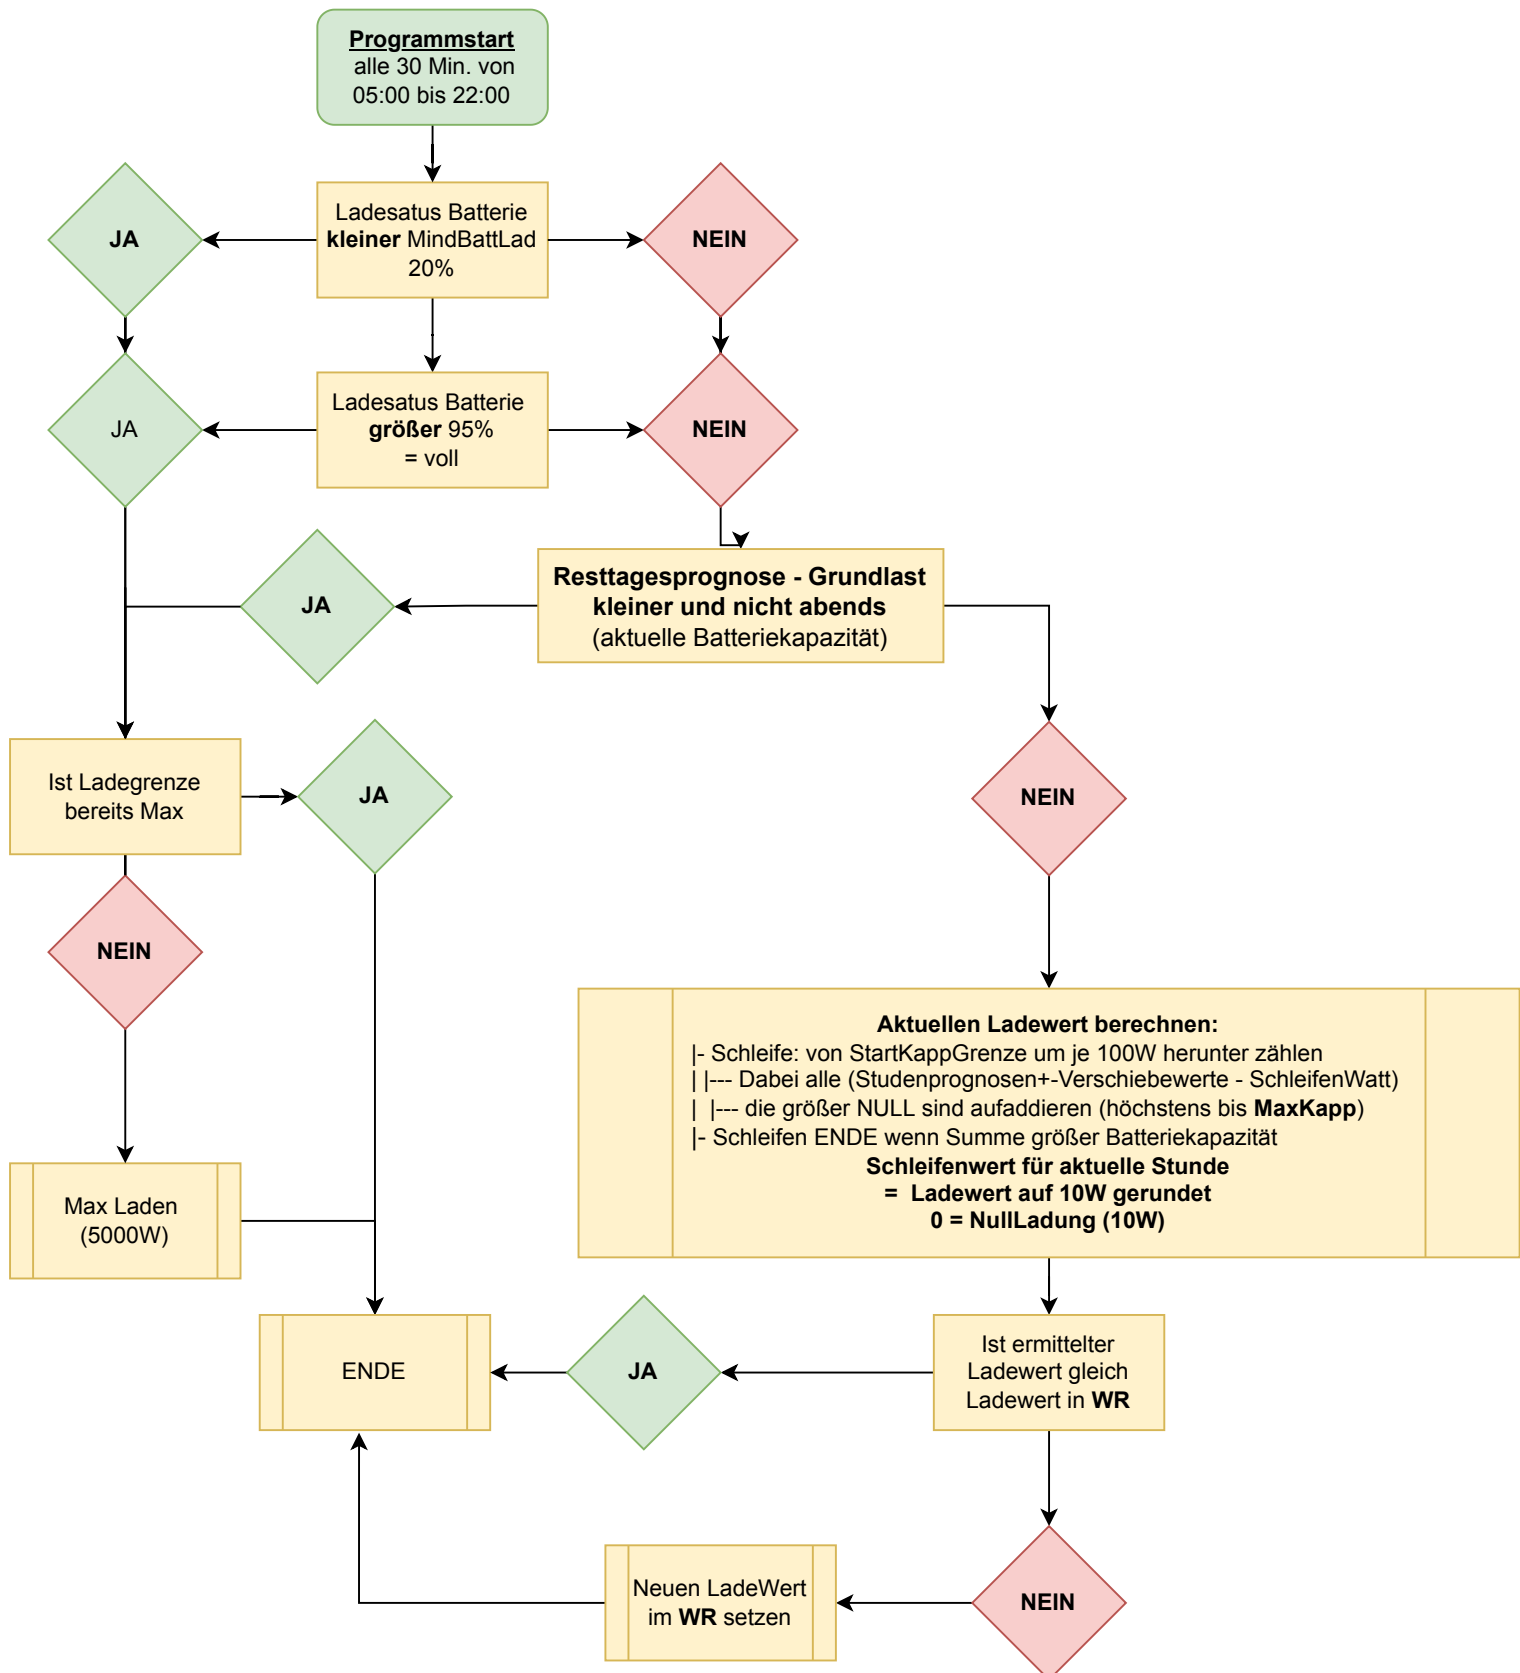 Programmstart
alle 30 Min. von
05:00 bis 22:00
JA
Ladesatus Batterie
kleiner MindBattLad
20%
NEIN
JA
Ladesatus Batterie
größer 95%
= voll
NEIN
JA
Resttagesprognose - Grundlast
kleiner und nicht abends
(aktuelle Batteriekapazität)
Ist Ladegrenze
bereits Max
JA
NEIN
NEIN
Aktuellen Ladewert berechnen:
|- Schleife: von StartKappGrenze um je 100W herunter zählen
| |--- Dabei alle (Studenprognosen+-Verschiebewerte - SchleifenWatt)
| |--- die größer NULL sind aufaddieren (höchstens bis MaxKapp)
|- Schleifen ENDE wenn Summe größer Batteriekapazität
Schleifenwert für aktuelle Stunde
= Ladewert auf 10W gerundet
0 = NullLadung (10W)
Max Laden
(5000W)
ENDE
JA
Ist ermittelter
Ladewert gleich
Ladewert in WR
Neuen LadeWert
im WR setzen
NEIN